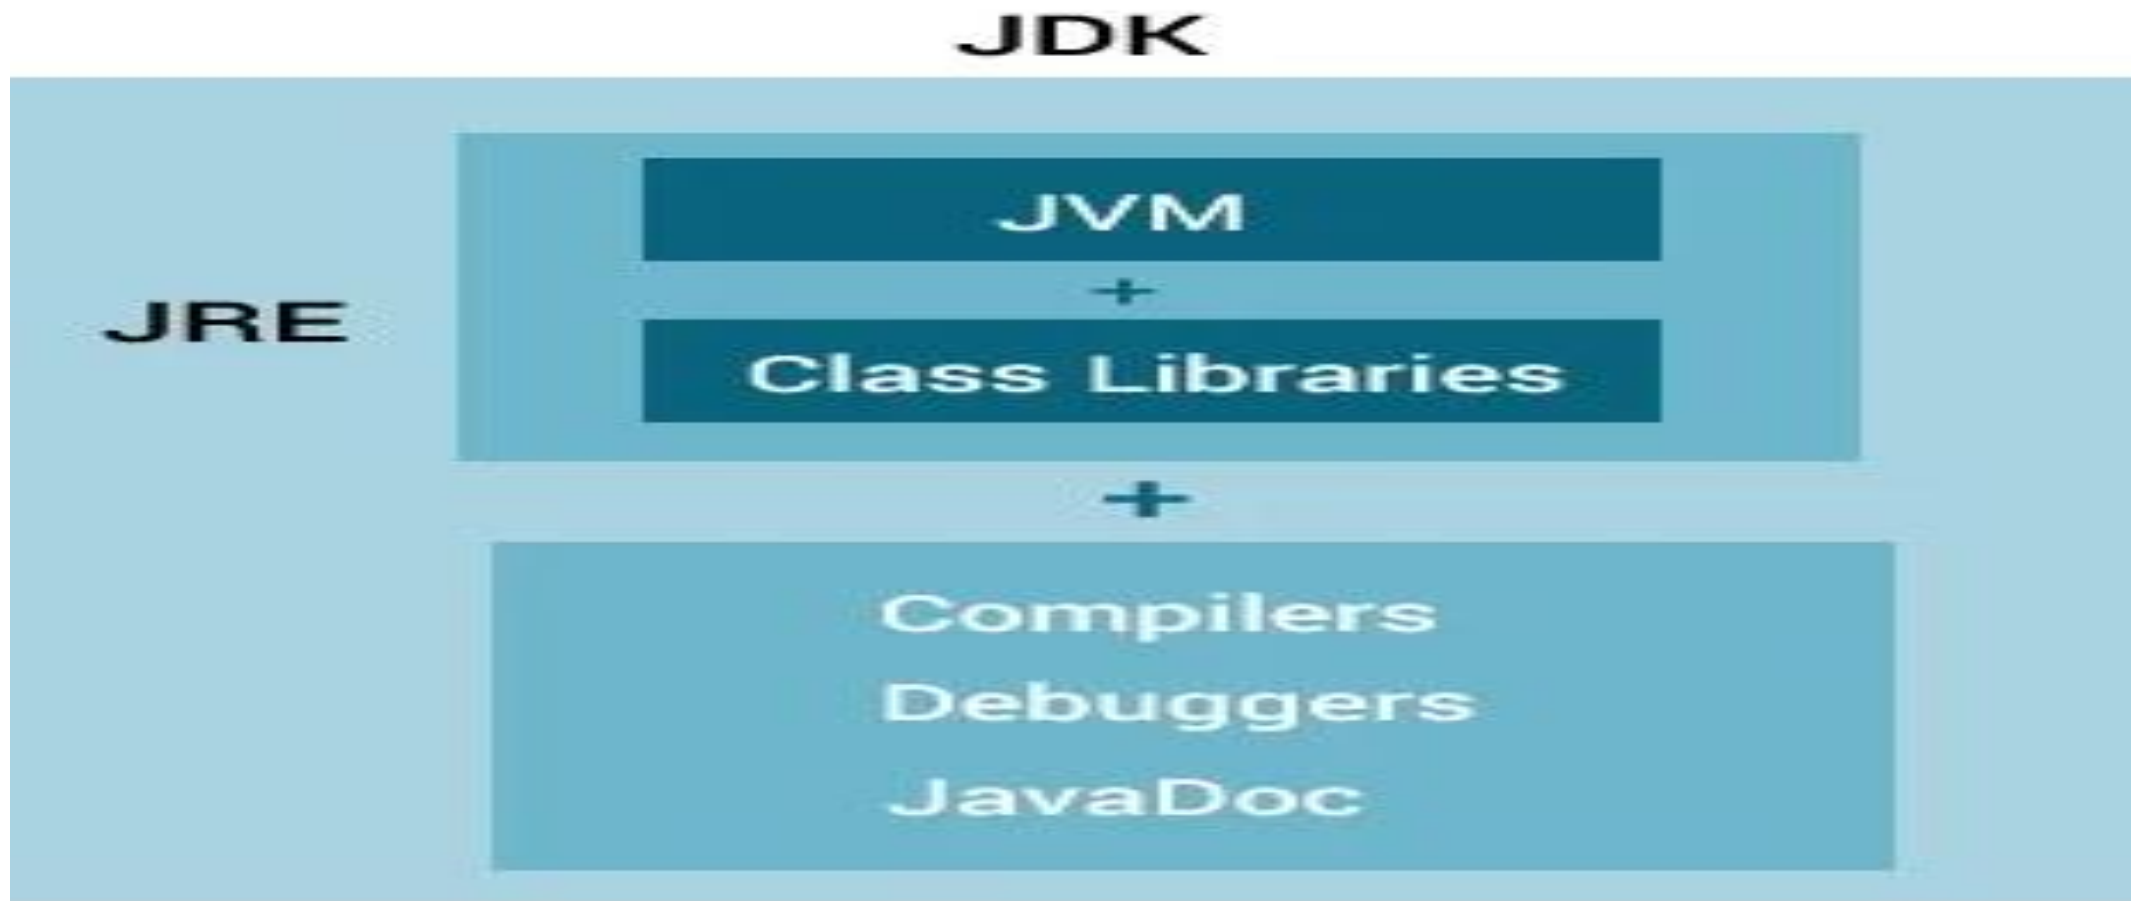 JDK
JVM
+
JRE
Class Libraries
+
Compilers
Debuggers
JavaDoc